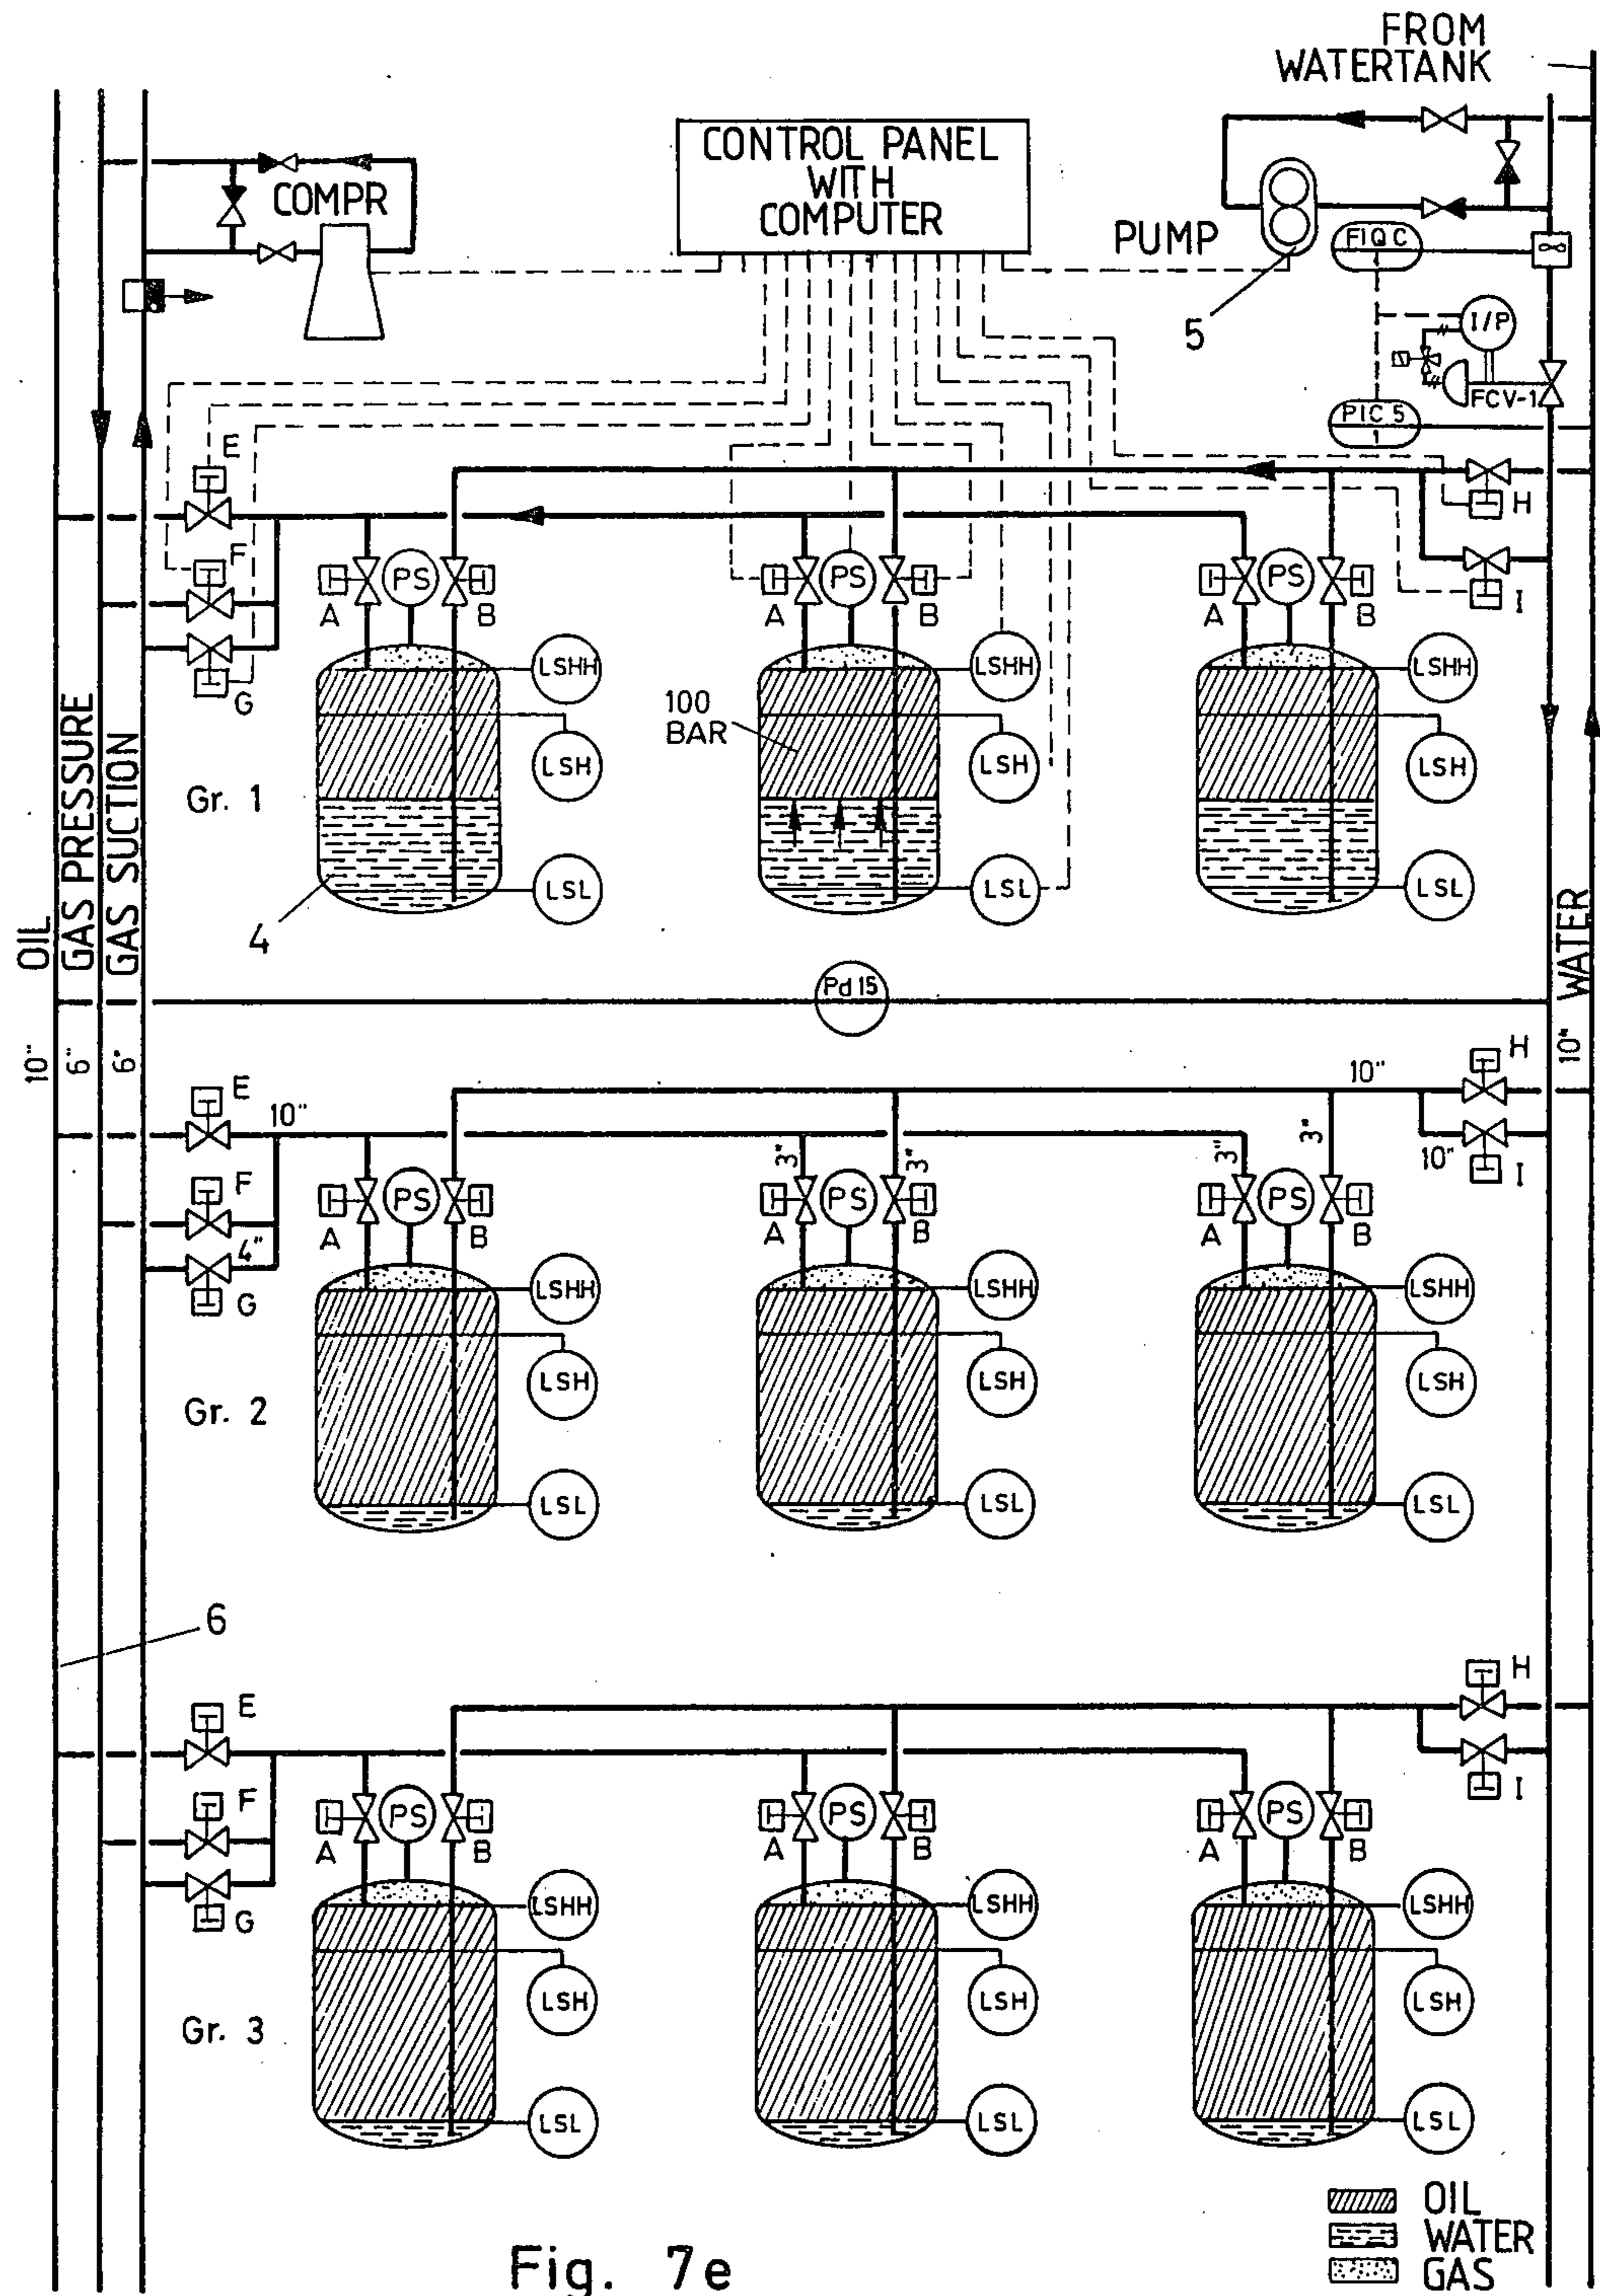 FROM
WATERTANK
CONTROL PANEL
WITH
COMPUTER
COMPR
PUMP
FIQ C
5
I/P
FCV-1
PIC 5
1
E
H
F
PS
PS
PS
I
A
B
A
B
A
B
G
LSHH
LSHH
LSHH
100
BAR
LSH
LSH
LSH
Gr. 1
LSL
LSL
LSL
4
OIL
GAS PRESSURE
GAS SUCTION
WATER
Pd 15
10"
6"
6"
10"
H
E
10"
10"
3"
3"
3"
3"
10"
I
F
PS
PS
PS
4"
A
B
A
B
A
B
G
LSHH
LSHH
LSHH
LSH
LSH
LSH
Gr. 2
LSL
LSL
LSL
6
H
E
I
F
PS
PS
PS
A
B
A
B
A
B
G
LSHH
LSHH
LSHH
LSH
LSH
LSH
Gr. 3
LSL
LSL
LSL
OIL
WATER
GAS
Fig. 7e